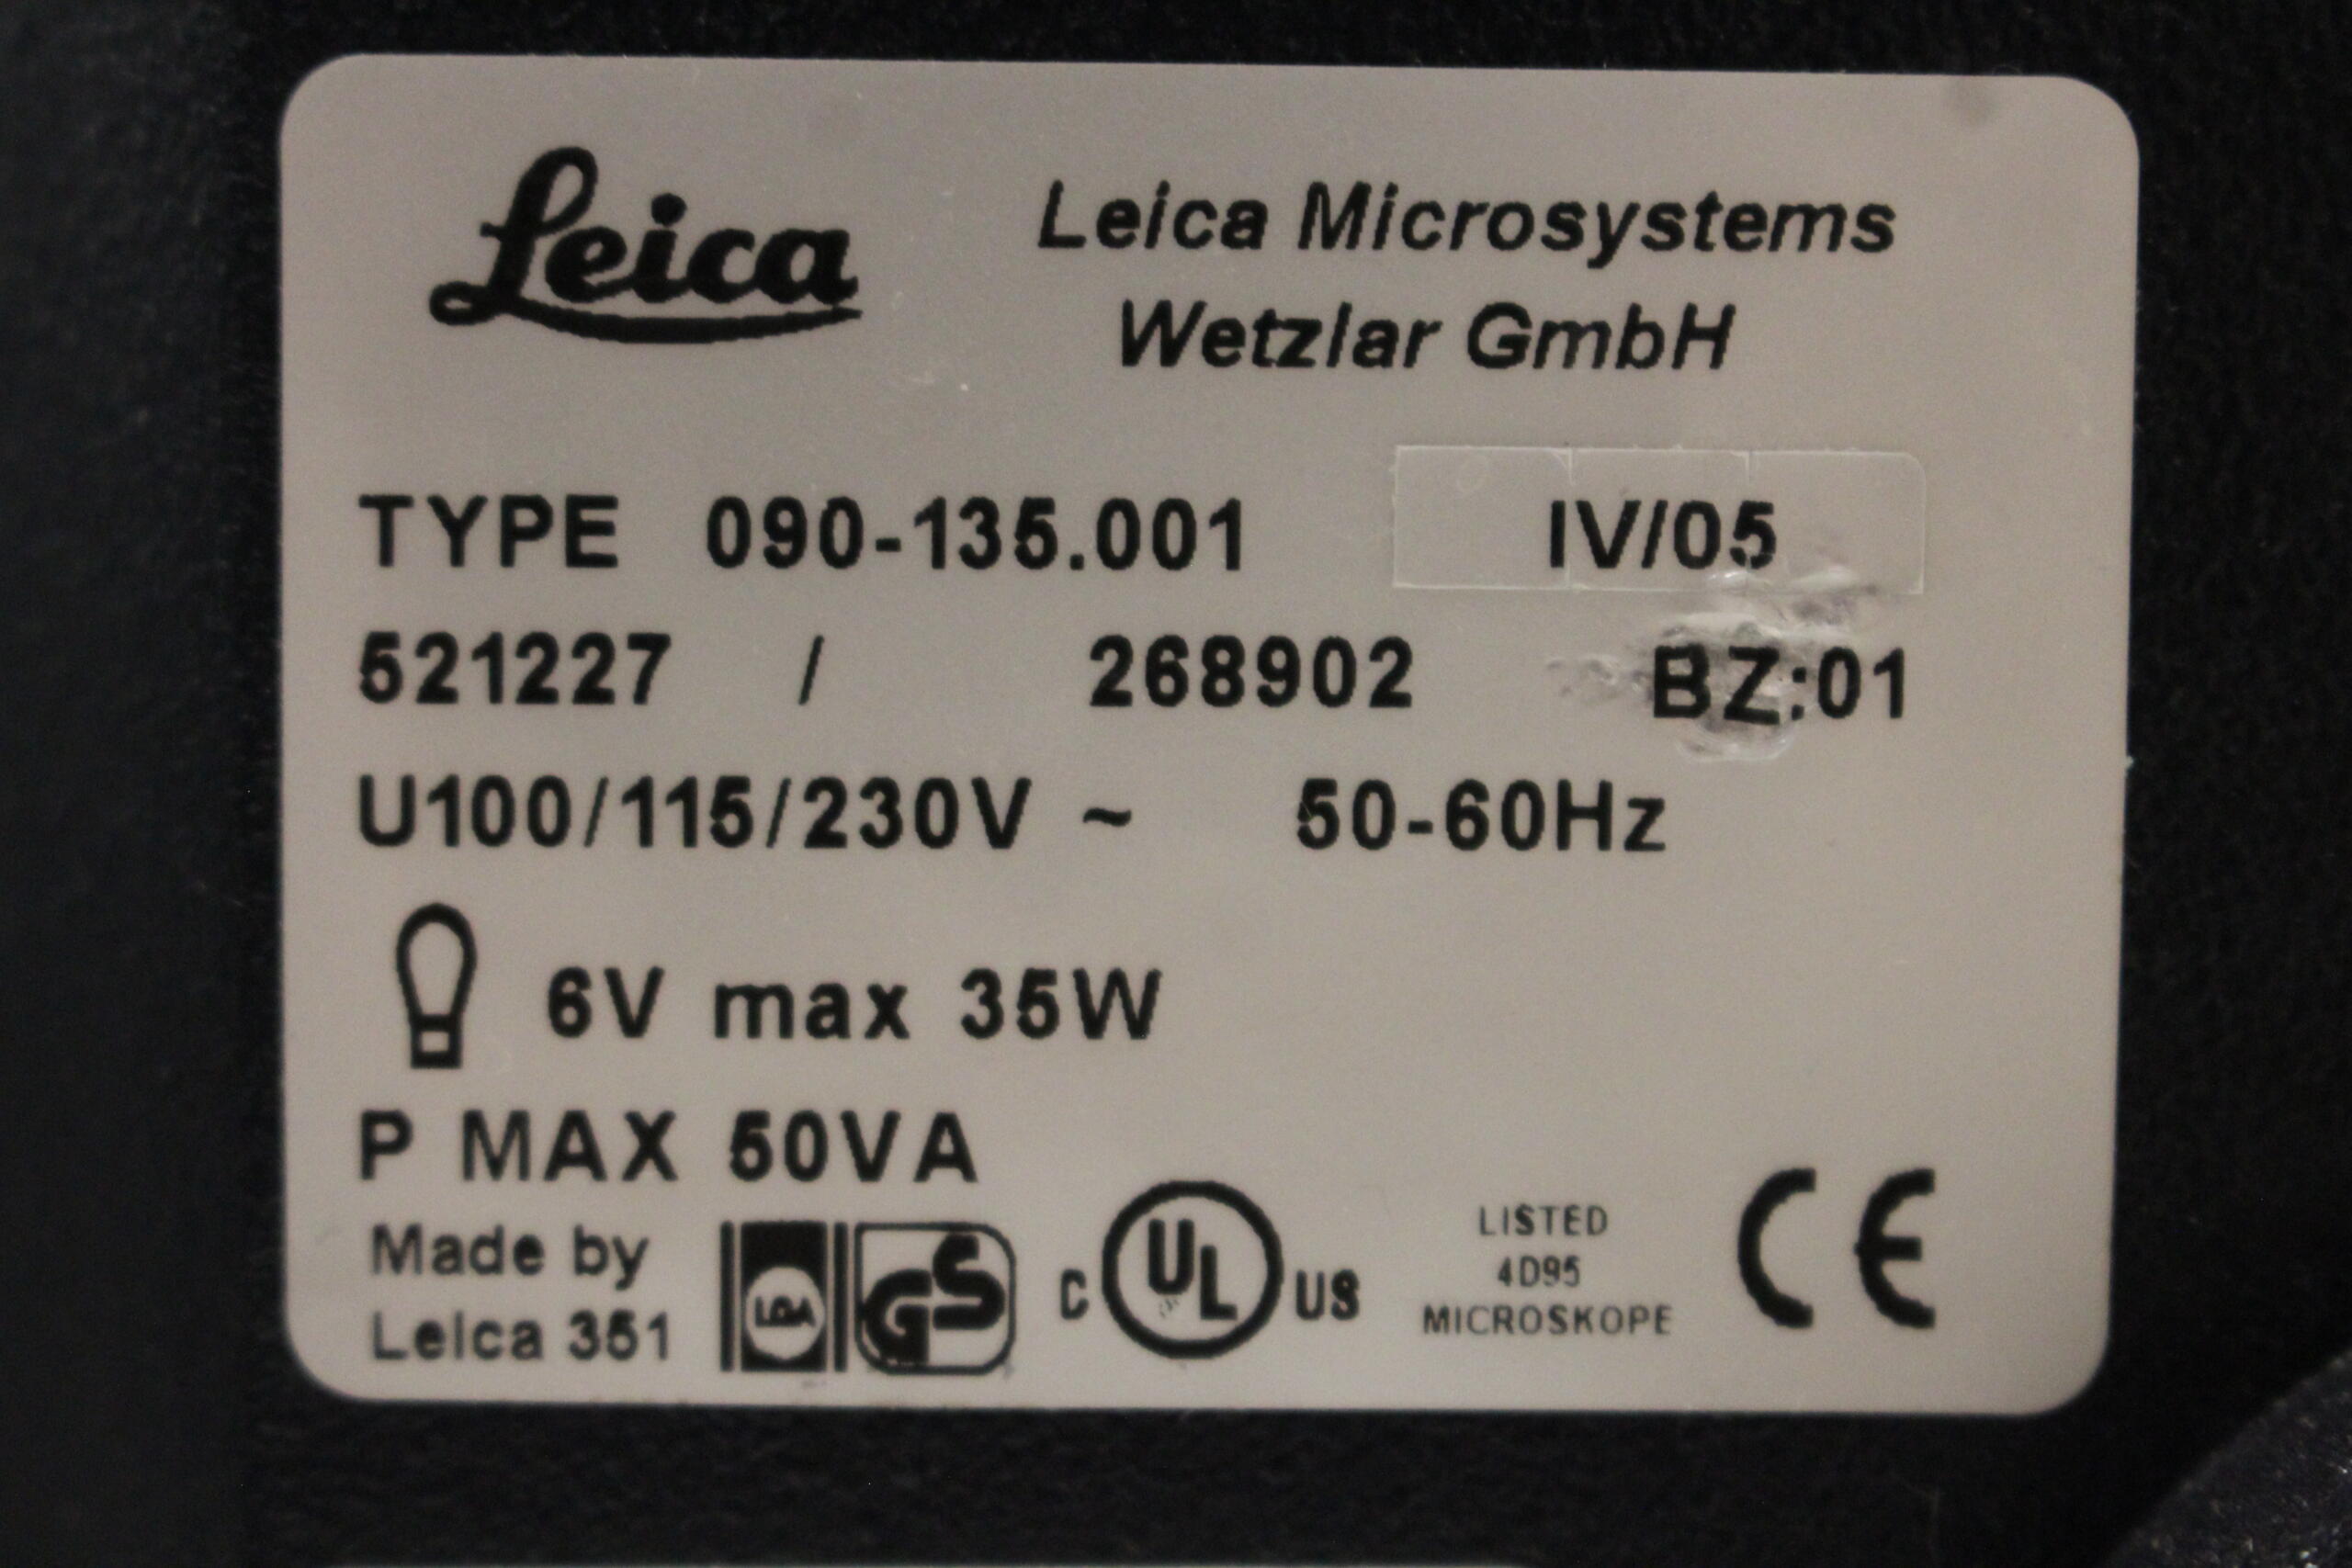 Leica
Leica Microsystems
Wetzlar GmbH
TYPE 090-135.001 IV/05
521227 / 268902 BZ:01
U100/115/230V ~ 50-60Hz
6V max 35W
P MAX 50VA
Made by
Leica 351
LGA
GS
C UL US
LISTED
4D95
MICROSKOPE
CE